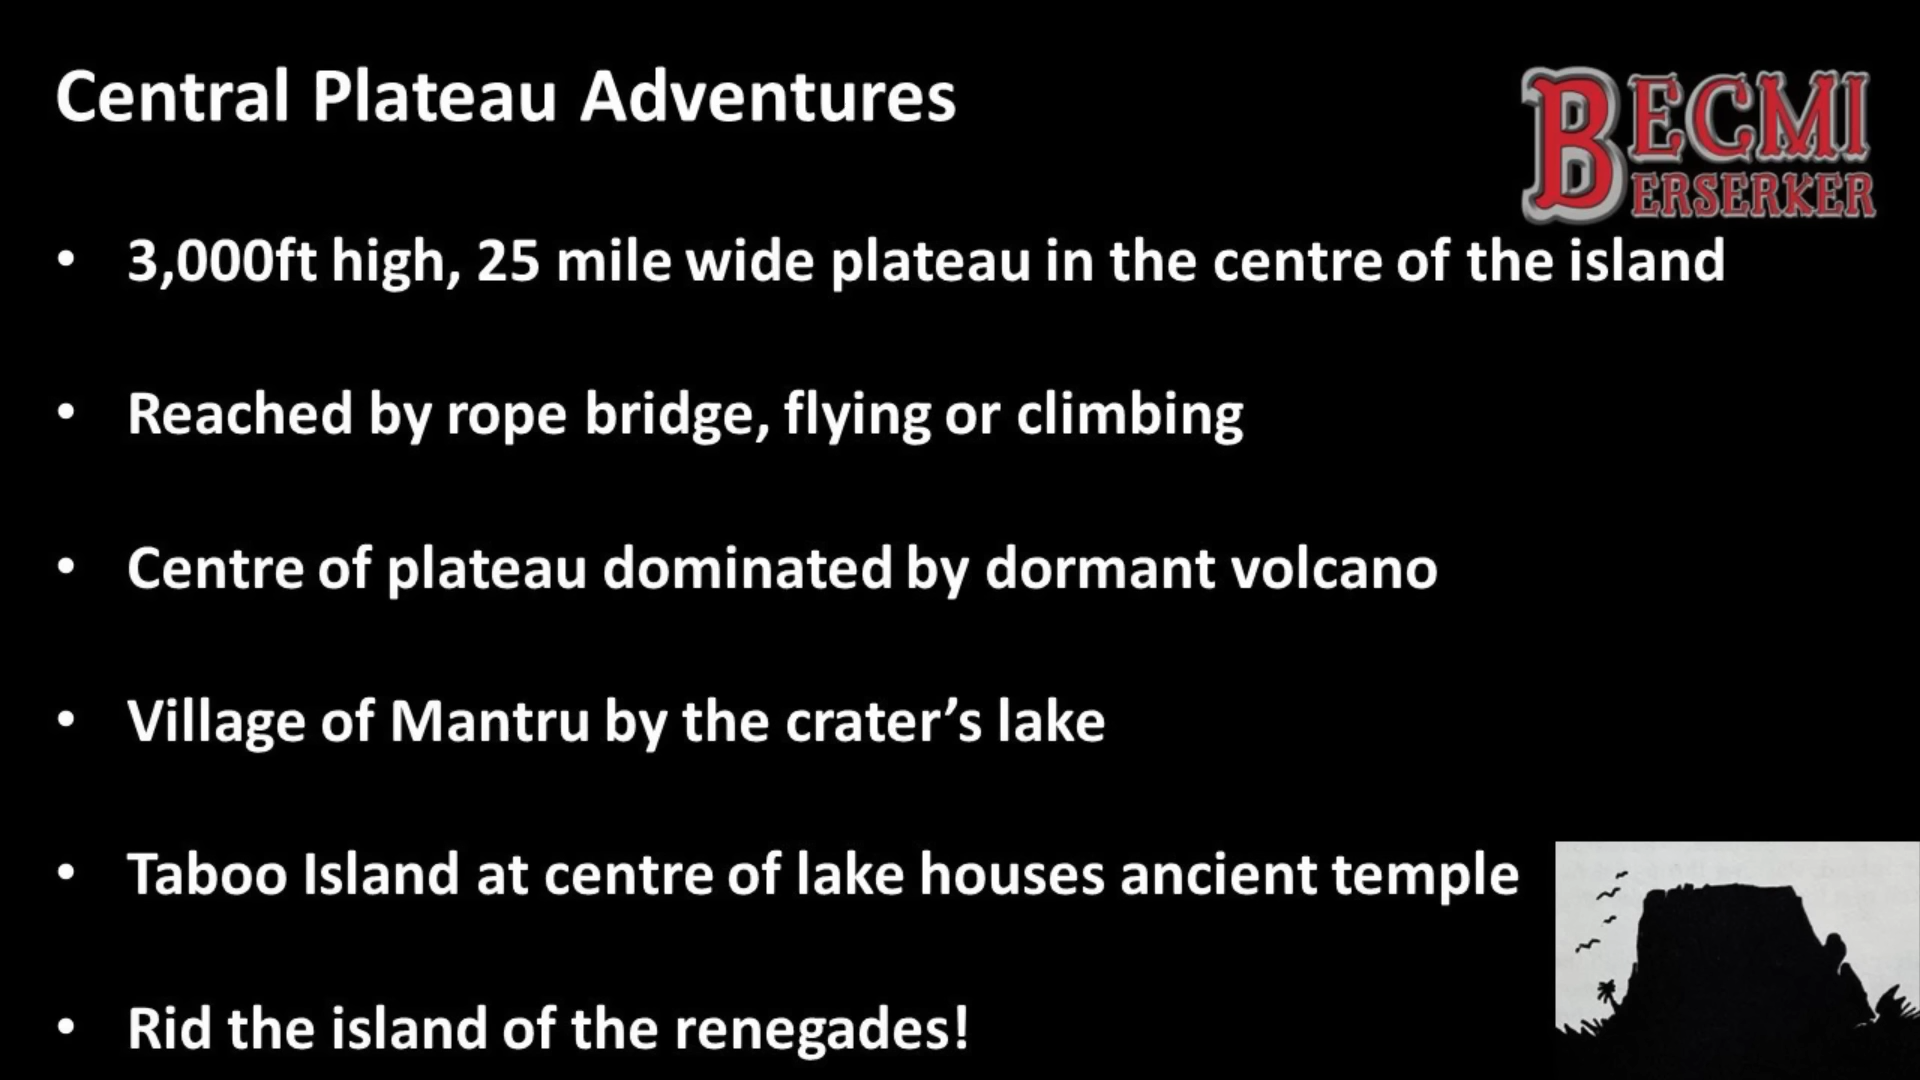 Central Plateau Adventures
BECMI
BERSERKER
• 3,000ft high, 25 mile wide plateau in the centre of the island
• Reached by rope bridge, flying or climbing
• Centre of plateau dominated by dormant volcano
• Village of Mantru by the crater’s lake
• Taboo Island at centre of lake houses ancient temple
• Rid the island of the renegades!